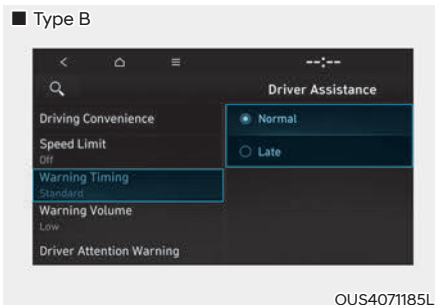 ■ Type B
--:--
Driver Assistance
Driving Convenience
Normal
Speed Limit
Off
Late
Warning Timing
Standard
Warning Volume
Low
Driver Attention Warning
OUS4071185L